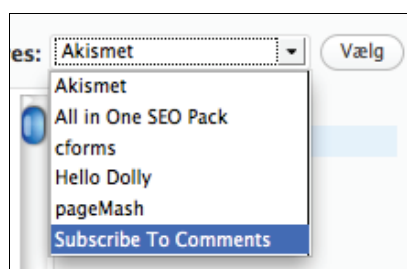 es: Akismet Vælg
Akismet
All in One SEO Pack
cforms
Hello Dolly
pageMash
Subscribe To Comments